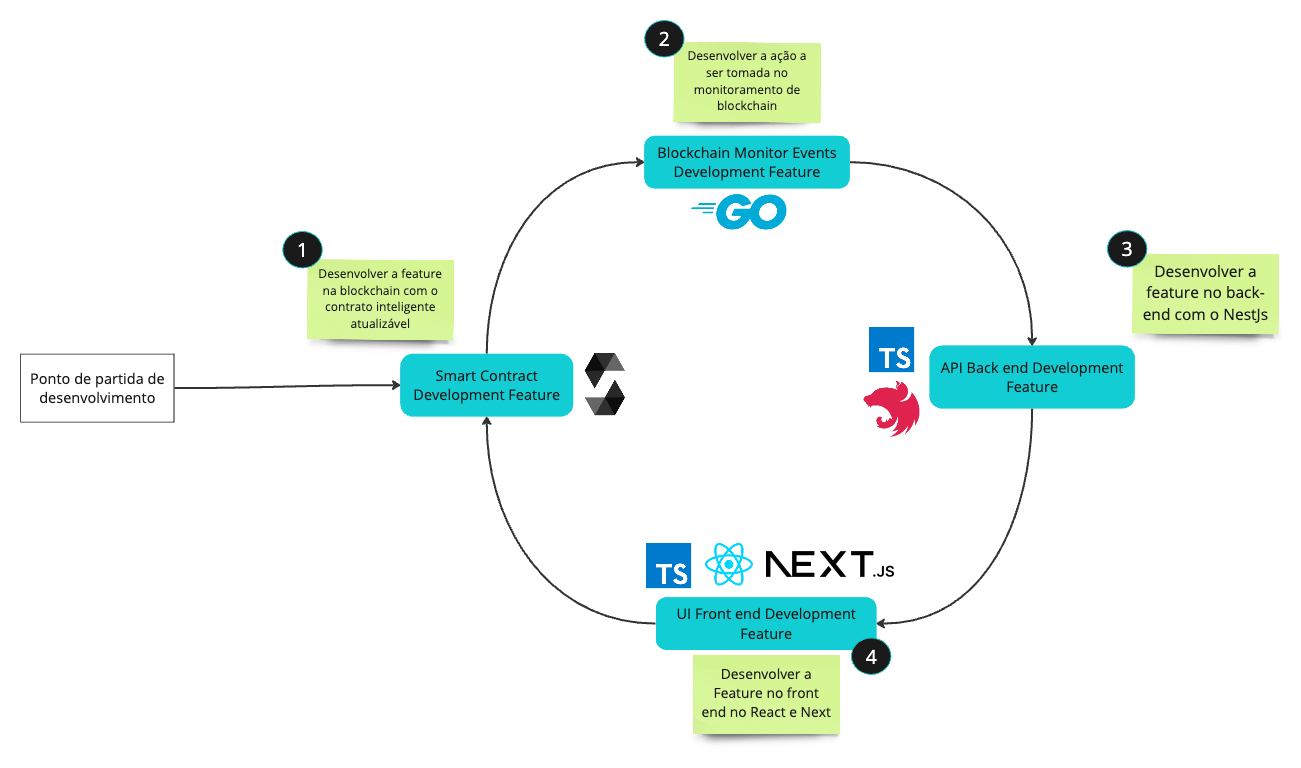 2
Desenvolver a ação a
ser tomada no
monitoramento de
blockchain
Blockchain Monitor Events
Development Feature
GO
1
Desenvolver a feature
na blockchain com o
contrato inteligente
atualizável
3
Desenvolver a
feature no back-
end com o NestJs
Ponto de partida de
desenvolvimento
Smart Contract
Development Feature
TS
API Back end Development
Feature
TS
NEXT.JS
UI Front end Development
Feature
4
Desenvolver a
Feature no front
end no React e Next